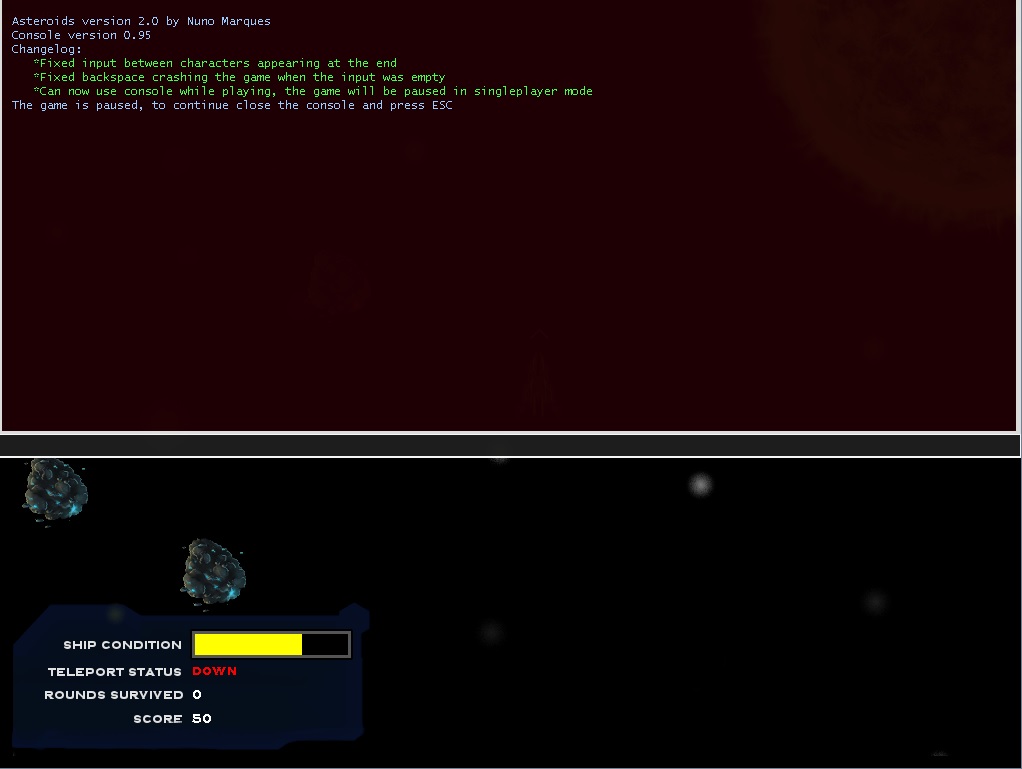 Asteroids version 2.0 by Nuno Marques
Console version 0.95
Changelog:
*Fixed input between characters appearing at the end
*Fixed backspace crashing the game when the input was empty
*Can now use console while playing, the game will be paused in singleplayer mode
The game is paused, to continue close the console and press ESC
SHIP CONDITION
TELEPORT STATUS DOWN
ROUNDS SURVIVED 0
SCORE 50